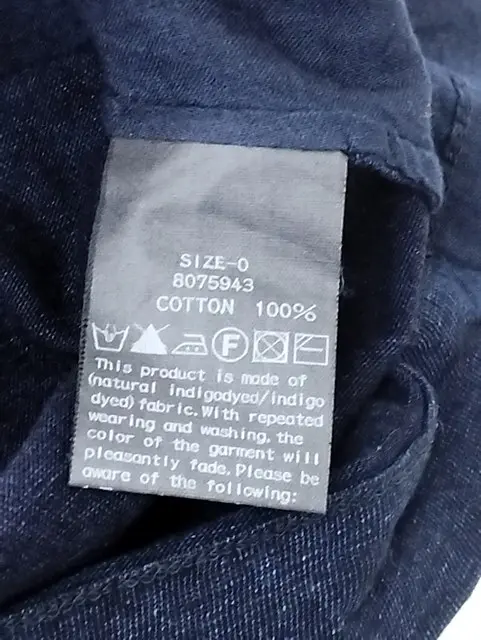 SIZE-0
8075943
COTTON 100%
F
This product is made of
(natural indigodyed/indigo
dyed) fabric. With repeated
wearing and washing, the
color of the garment will
pleasantly fade. Please be
aware of the following: